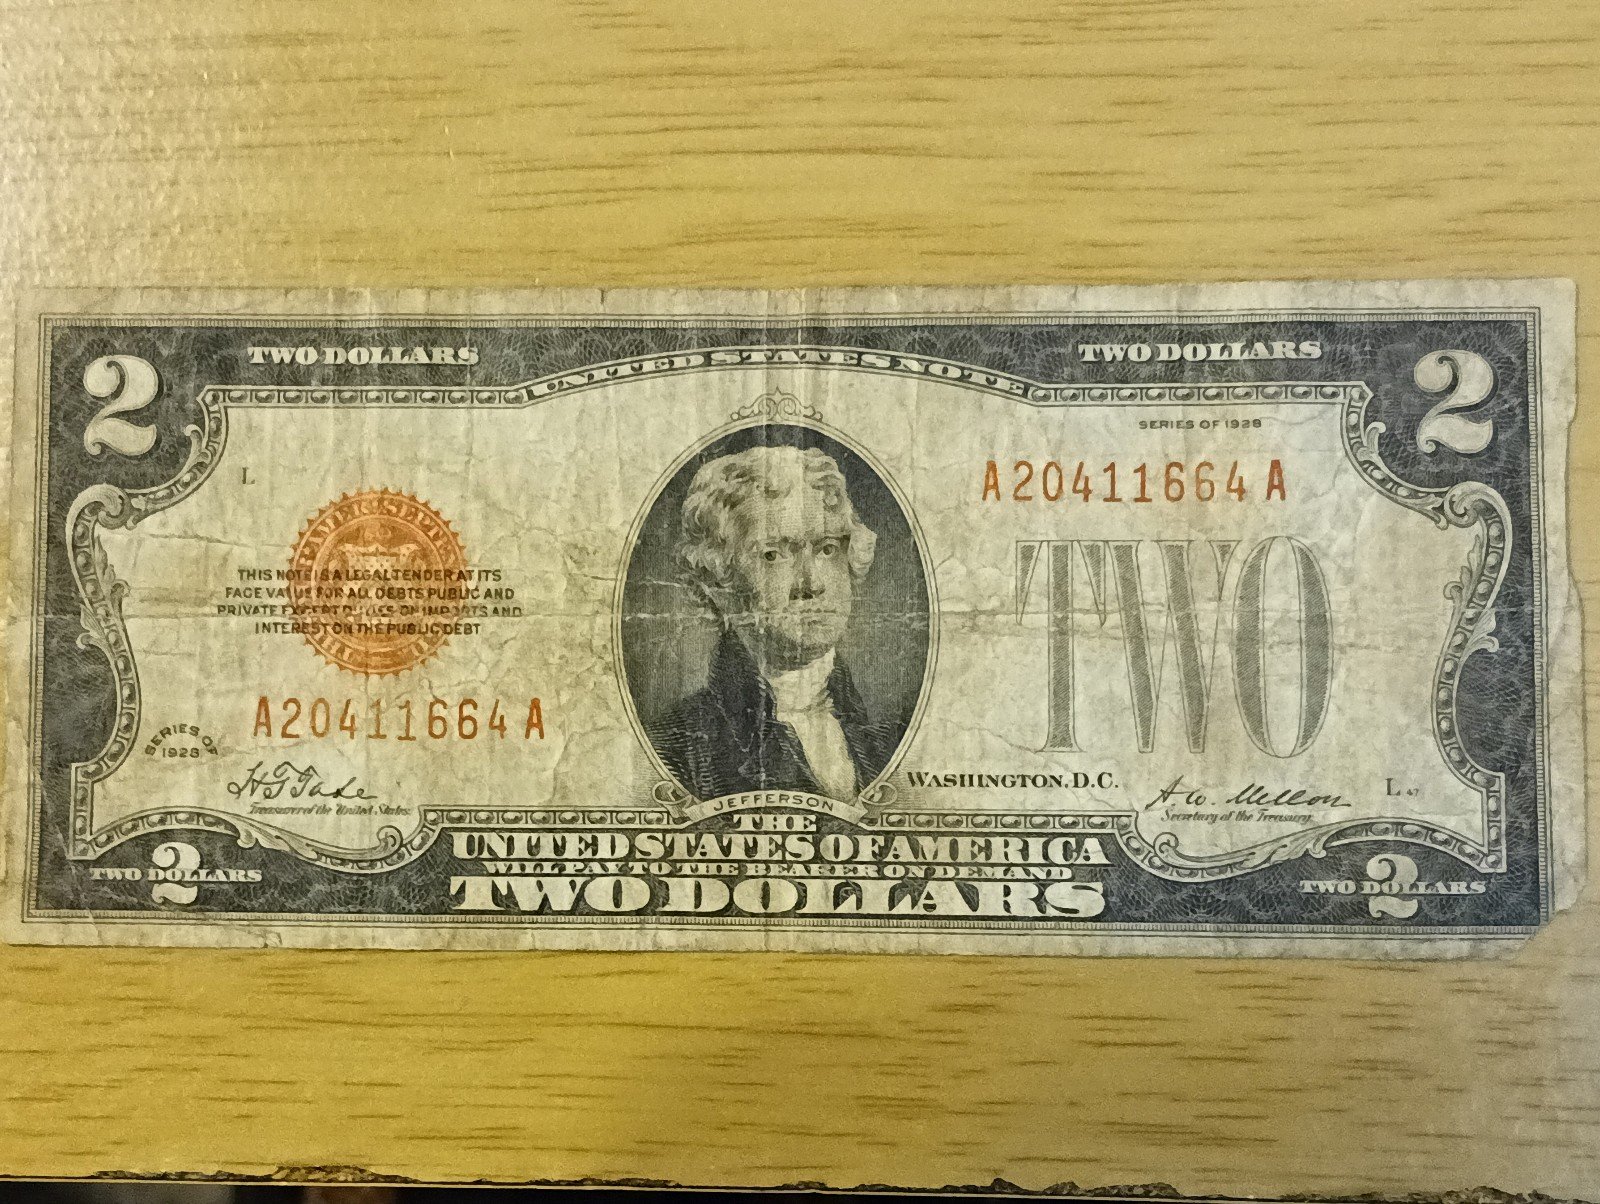 TWO DOLLARS
TWO DOLLARS
2
2
UNITED STATES NOTE
SERIES OF 1928
L
A20411664A
THIS NOTE IS A LEGAL TENDER AT ITS
FACE VALUE FOR ALL DEBTS PUBLIC AND
PRIVATE EXCEPT DUTIES ON IMPORTS AND
INTEREST ON THE PUBLIC DEBT
TWO
A20411664A
SERIES OF
1928
H T Tate
Treasurer of the United States.
WASHINGTON, D.C.
A. W. Mellon
Secretary of the Treasury.
L 47
JEFFERSON
THE
UNITED STATES OF AMERICA
WILL PAY TO THE BEARER ON DEMAND
TWO DOLLARS
2
TWO DOLLARS
2
TWO DOLLARS